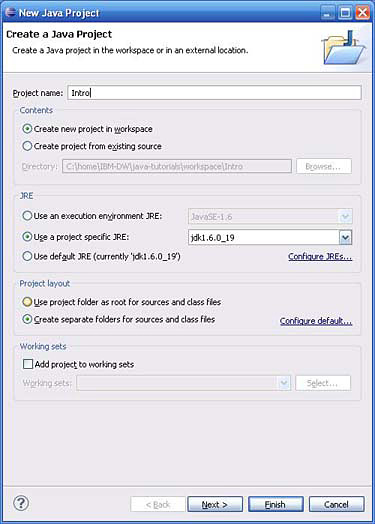 New Java Project
Create a Java Project
Create a Java project in the workspace or in an external location.
Project name: Intro
Contents
Create new project in workspace
Create project from existing source
Directory: C:\home\IBM-DW\java-tutorials\workspace\Intro Browse...
JRE
Use an execution environment JRE: JavaSE-1.6
Use a project specific JRE: jdk1.6.0_19
Use default JRE (currently 'jdk1.6.0_19') Configure JREs...
Project layout
Use project folder as root for sources and class files
Create separate folders for sources and class files Configure default...
Working sets
Add project to working sets
Working sets: Select...
? < Back Next > Finish Cancel